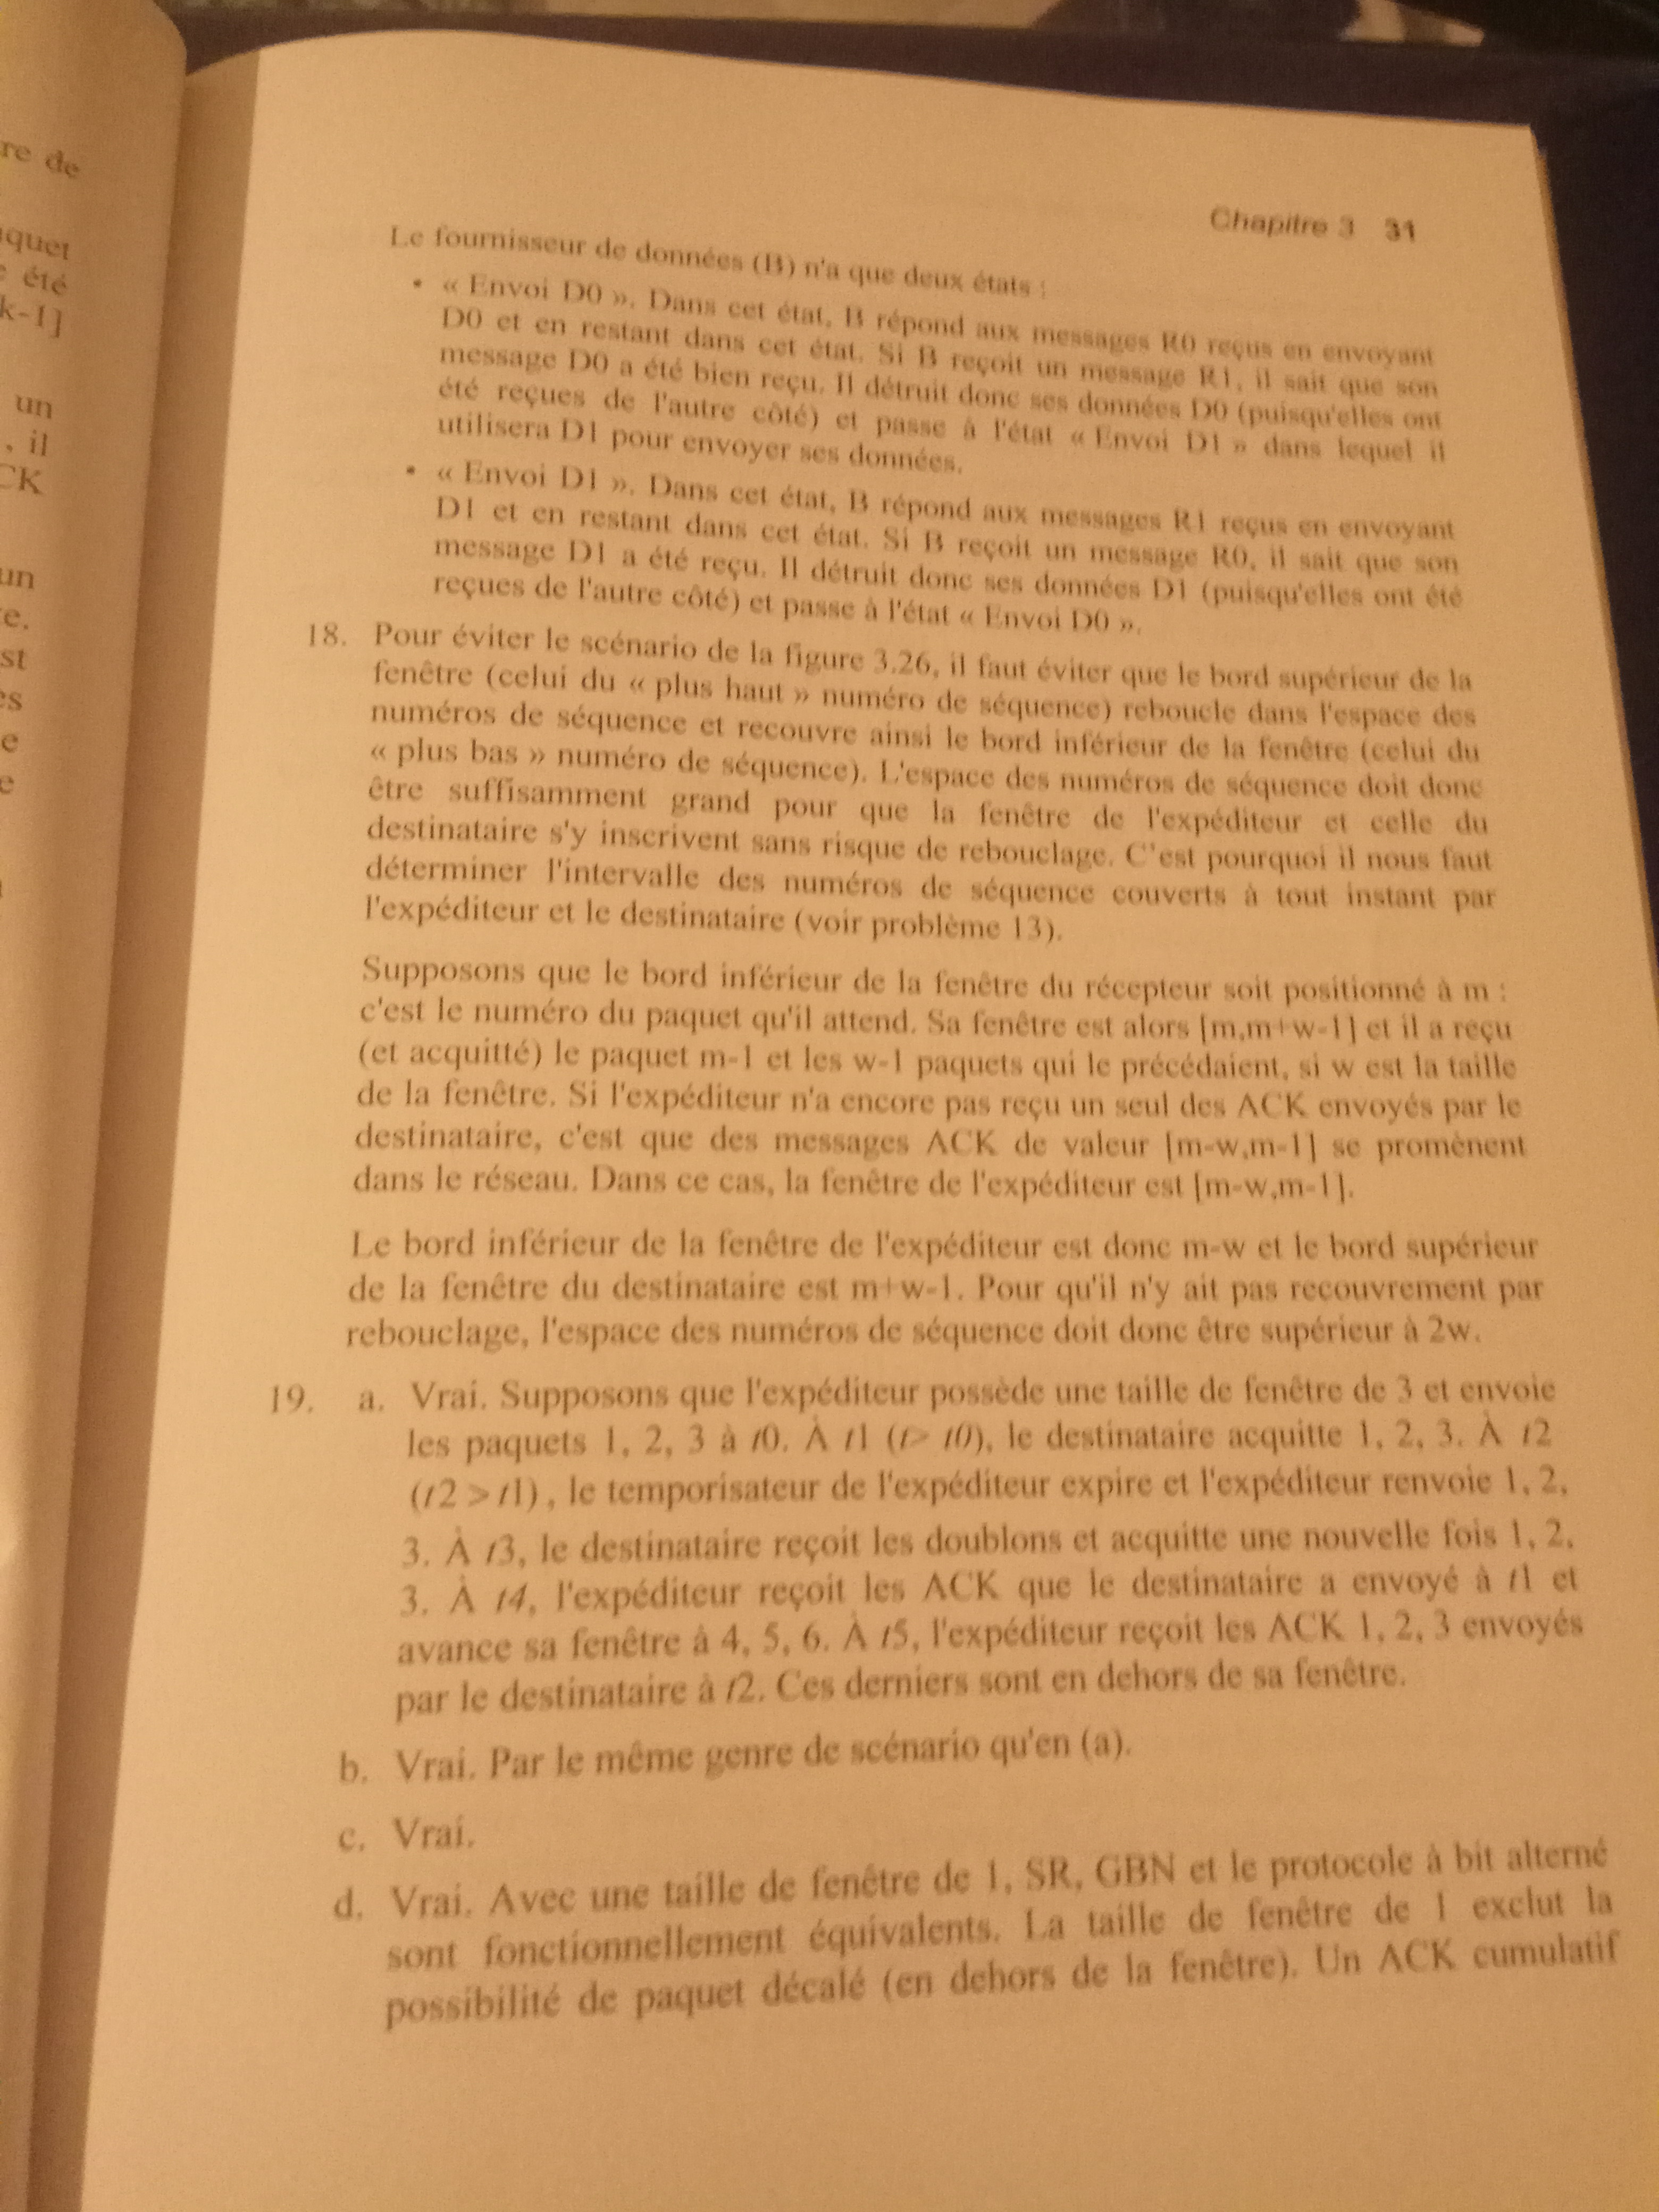 re de
quet
été
k-1]
un
, il
CK
un
te.
st
es
e
e
Chapitre 3 31
Le fournisseur de données (B) n'a que deux états :
• « Envoi D0 ». Dans cet état, B répond aux messages R0 reçus en envoyant
D0 et en restant dans cet état. Si B reçoit un message R1, il sait que son
message D0 a été bien reçu. Il détruit donc ses données D0 (puisqu'elles ont
été reçues de l'autre côté) et passe à l'état « Envoi D1 » dans lequel il
utilisera D1 pour envoyer ses données.
• « Envoi D1 ». Dans cet état, B répond aux messages R1 reçus en envoyant
D1 et en restant dans cet état. Si B reçoit un message R0, il sait que son
message D1 a été reçu. Il détruit donc ses données D1 (puisqu'elles ont été
reçues de l'autre côté) et passe à l'état « Envoi D0 ».
18. Pour éviter le scénario de la figure 3.26, il faut éviter que le bord supérieur de la
fenêtre (celui du « plus haut » numéro de séquence) reboucle dans l'espace des
numéros de séquence et recouvre ainsi le bord inférieur de la fenêtre (celui du
« plus bas » numéro de séquence). L'espace des numéros de séquence doit donc
être suffisamment grand pour que la fenêtre de l'expéditeur et celle du
destinataire s'y inscrivent sans risque de rebouclage. C'est pourquoi il nous faut
déterminer l'intervalle des numéros de séquence couverts à tout instant par
l'expéditeur et le destinataire (voir problème 13).
Supposons que le bord inférieur de la fenêtre du récepteur soit positionné à m :
c'est le numéro du paquet qu'il attend. Sa fenêtre est alors [m,m+w-1] et il a reçu
(et acquitté) le paquet m-1 et les w-1 paquets qui le précédaient, si w est la taille
de la fenêtre. Si l'expéditeur n'a encore pas reçu un seul des ACK envoyés par le
destinataire, c'est que des messages ACK de valeur [m-w,m-1] se promènent
dans le réseau. Dans ce cas, la fenêtre de l'expéditeur est [m-w,m-1].
Le bord inférieur de la fenêtre de l'expéditeur est donc m-w et le bord supérieur
de la fenêtre du destinataire est m+w-1. Pour qu'il n'y ait pas recouvrement par
rebouclage, l'espace des numéros de séquence doit donc être supérieur à 2w.
19. a. Vrai. Supposons que l'expéditeur possède une taille de fenêtre de 3 et envoie
les paquets 1, 2, 3 à t0. À t1 (t> t0), le destinataire acquitte 1, 2, 3. À t2
(t2 > t1) , le temporisateur de l'expéditeur expire et l'expéditeur renvoie 1, 2,
3. À t3, le destinataire reçoit les doublons et acquitte une nouvelle fois 1, 2,
3. À t4, l'expéditeur reçoit les ACK que le destinataire a envoyé à t1 et
avance sa fenêtre à 4, 5, 6. À t5, l'expéditeur reçoit les ACK 1, 2, 3 envoyés
par le destinataire à t2. Ces derniers sont en dehors de sa fenêtre.
b. Vrai. Par le même genre de scénario qu'en (a).
c. Vrai.
d. Vrai. Avec une taille de fenêtre de 1, SR, GBN et le protocole à bit alterné
sont fonctionnellement équivalents. La taille de fenêtre de 1 exclut la
possibilité de paquet décalé (en dehors de la fenêtre). Un ACK cumulatif